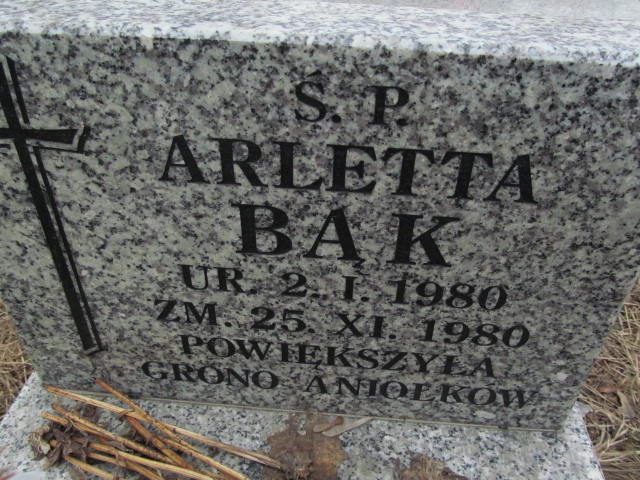 Ś. P.
ARLETTA
BĄK
UR. 2. I. 1980
ZM. 25. XI. 1980
POWIĘKSZYŁA
GRONO ANIOŁKÓW